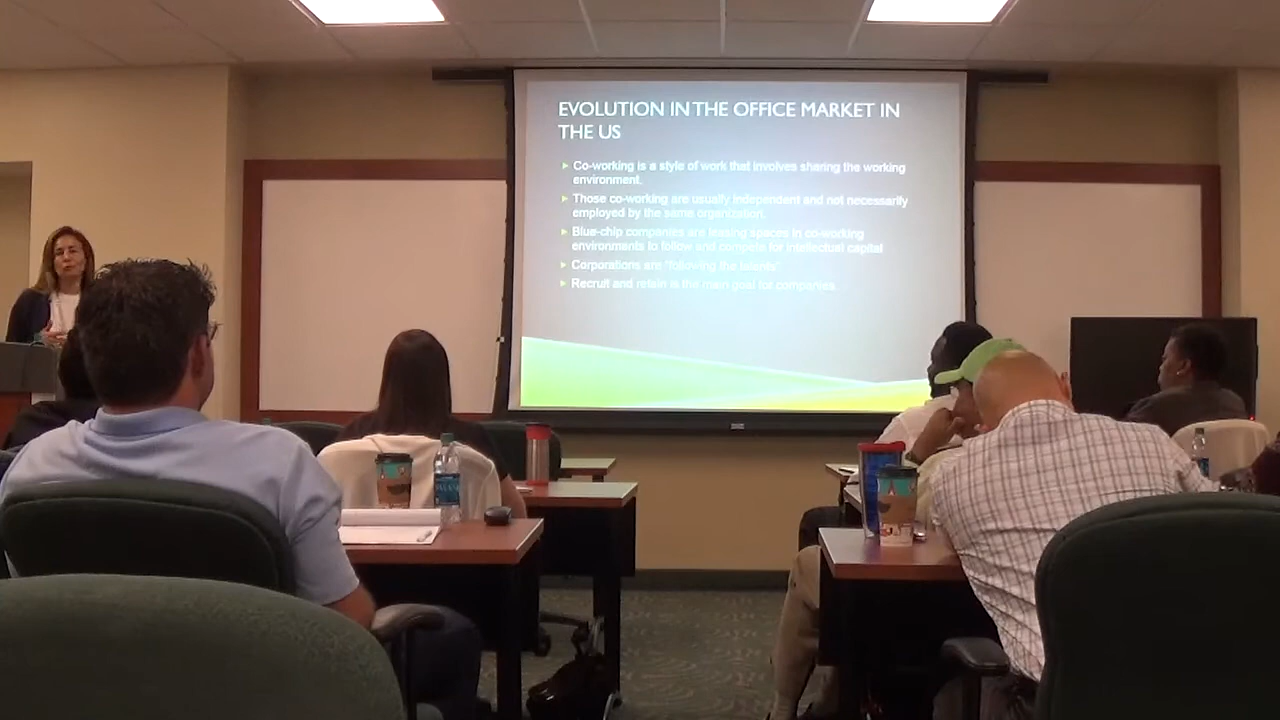 EVOLUTION IN THE OFFICE MARKET IN
THE US
Co-working is a style of work that involves sharing the working
environment.
Those co-working are usually independent and not necessarily
employed by the same organization.
Blue-chip companies are leasing spaces in co-working
environments to follow and compete for intellectual capital
Corporations are "following the talents"
Recruit and retain is the main goal for companies.